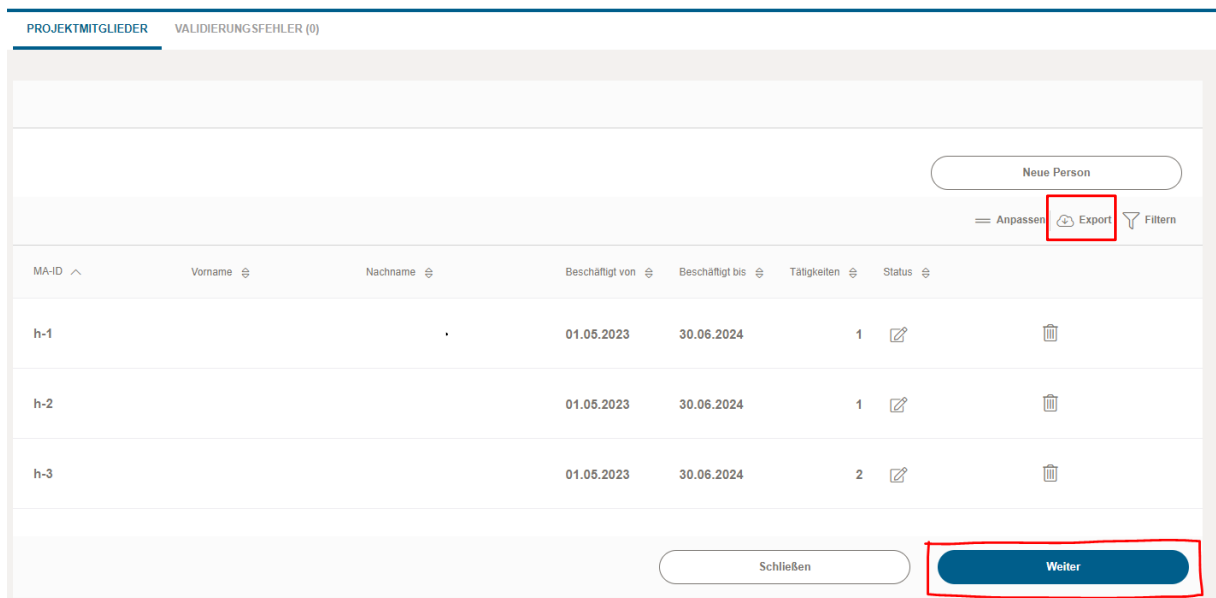 PROJEKTMITGLIEDER VALIDIERUNGSFEHLER (0)
Neue Person
Anpassen Export Filtern
MA-ID Vorname Nachname Beschäftigt von Beschäftigt bis Tätigkeiten Status
h-1 01.05.2023 30.06.2024 1
h-2 01.05.2023 30.06.2024 1
h-3 01.05.2023 30.06.2024 2
Schließen Weiter